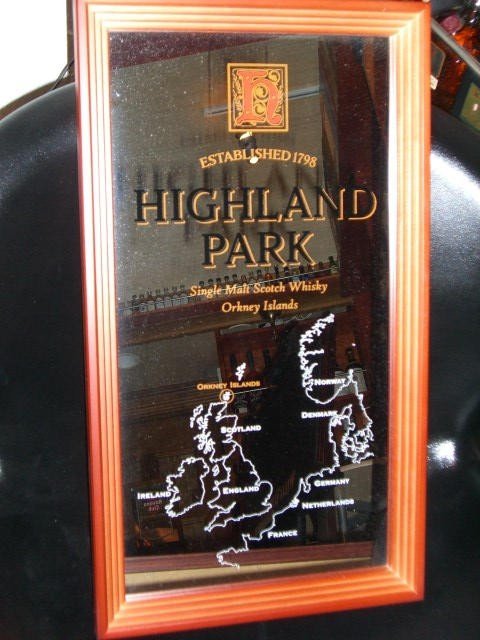 H
ESTABLISHED 1798
HIGHLAND
PARK
Single Malt Scotch Whisky
Orkney Islands
NORWAY
ORKNEY ISLANDS
DENMARK
SCOTLAND
GERMANY
IRELAND
ENGLAND
NETHERLANDS
FRANCE